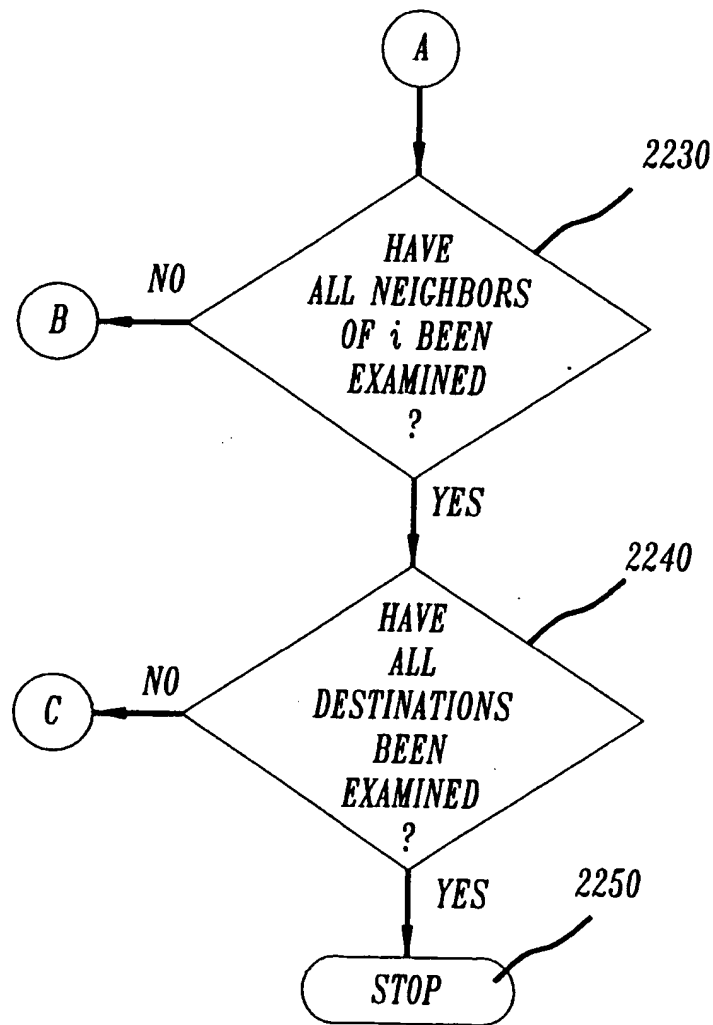 A
2230
HAVE
ALL NEIGHBORS
OF i BEEN
EXAMINED
?
NO
B
YES
2240
HAVE
ALL
DESTINATIONS
BEEN
EXAMINED
?
NO
C
YES
2250
STOP